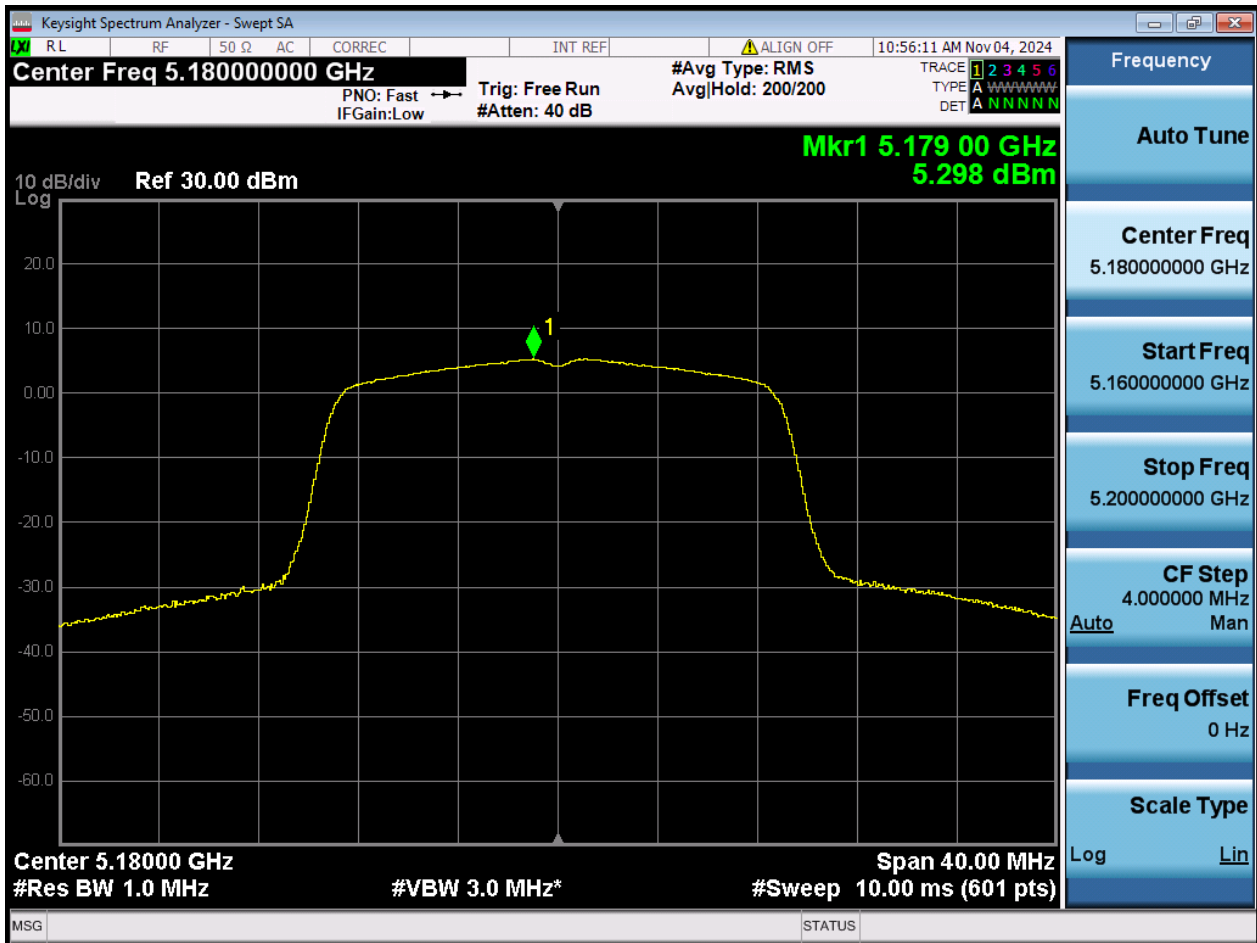 Keysight Spectrum Analyzer - Swept SA
LXI RL RF 50 Ω AC CORREC INT REF ALIGN OFF 10:56:11 AM Nov 04, 2024
Center Freq 5.180000000 GHz
PNO: Fast
IFGain:Low
Trig: Free Run
#Atten: 40 dB
#Avg Type: RMS
Avg|Hold: 200/200
TRACE 1 2 3 4 5 6
TYPE A WWWWW
DET A N N N N N
Mkr1 5.179 00 GHz
5.298 dBm
10 dB/div Ref 30.00 dBm
Log
20.0
10.0
0.00
-10.0
-20.0
-30.0
-40.0
-50.0
-60.0
1
Center 5.18000 GHz Span 40.00 MHz
#Res BW 1.0 MHz #VBW 3.0 MHz* #Sweep 10.00 ms (601 pts)
MSG STATUS
Frequency
Auto Tune
Center Freq
5.180000000 GHz
Start Freq
5.160000000 GHz
Stop Freq
5.200000000 GHz
CF Step
4.000000 MHz
Auto Man
Freq Offset
0 Hz
Scale Type
Log Lin